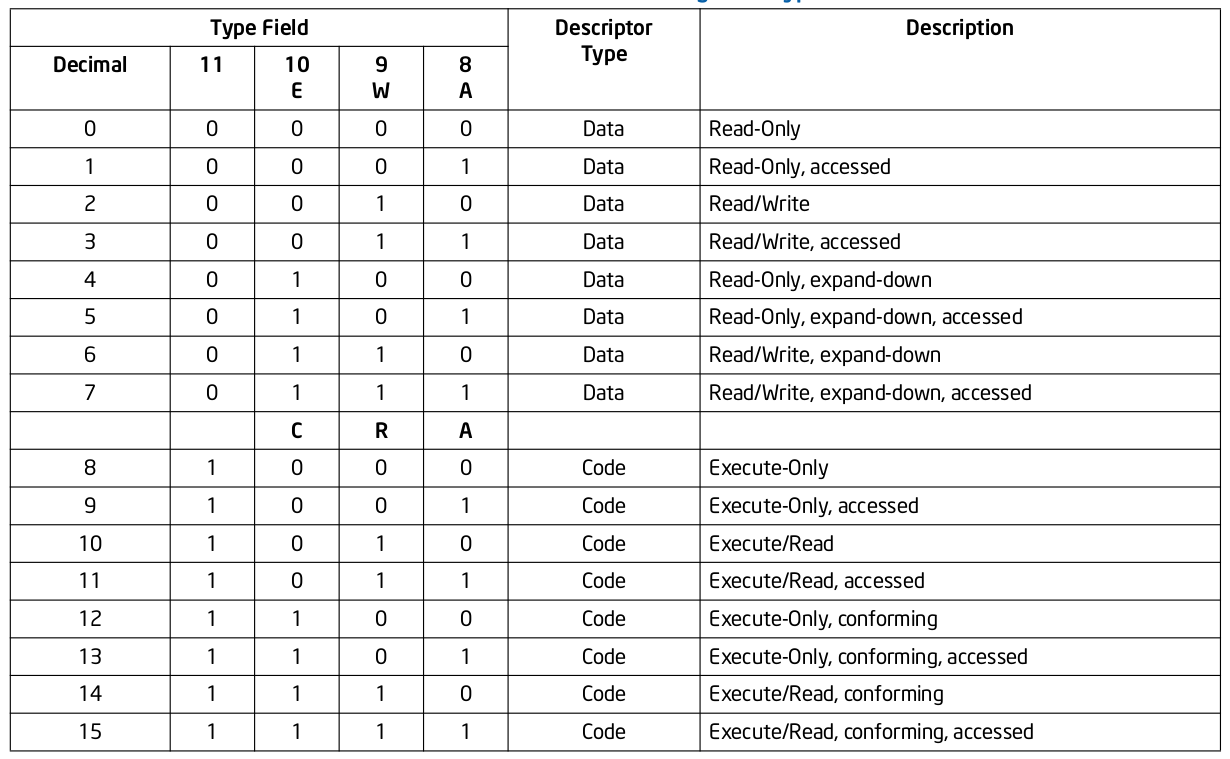 Type Field Descriptor Type Description
Decimal 11 10 E 9 W 8 A
0 0 0 0 0 Data Read-Only
1 0 0 0 1 Data Read-Only, accessed
2 0 0 1 0 Data Read/Write
3 0 0 1 1 Data Read/Write, accessed
4 0 1 0 0 Data Read-Only, expand-down
5 0 1 0 1 Data Read-Only, expand-down, accessed
6 0 1 1 0 Data Read/Write, expand-down
7 0 1 1 1 Data Read/Write, expand-down, accessed
C R A
8 1 0 0 0 Code Execute-Only
9 1 0 0 1 Code Execute-Only, accessed
10 1 0 1 0 Code Execute/Read
11 1 0 1 1 Code Execute/Read, accessed
12 1 1 0 0 Code Execute-Only, conforming
13 1 1 0 1 Code Execute-Only, conforming, accessed
14 1 1 1 0 Code Execute/Read, conforming
15 1 1 1 1 Code Execute/Read, conforming, accessed